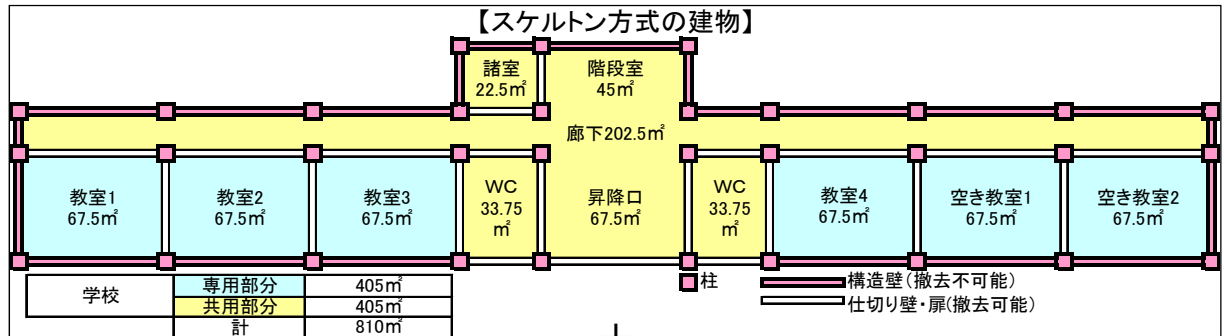 【スケルトン方式の建物】
諸室
22.5㎡
階段室
45㎡
廊下202.5㎡
教室1
67.5㎡
教室2
67.5㎡
教室3
67.5㎡
WC
33.75
㎡
昇降口
67.5㎡
WC
33.75
㎡
教室4
67.5㎡
空き教室1
67.5㎡
空き教室2
67.5㎡
学校
専用部分 405㎡
共用部分 405㎡
計 810㎡
柱
構造壁(撤去不可能)
仕切り壁・扉(撤去可能)